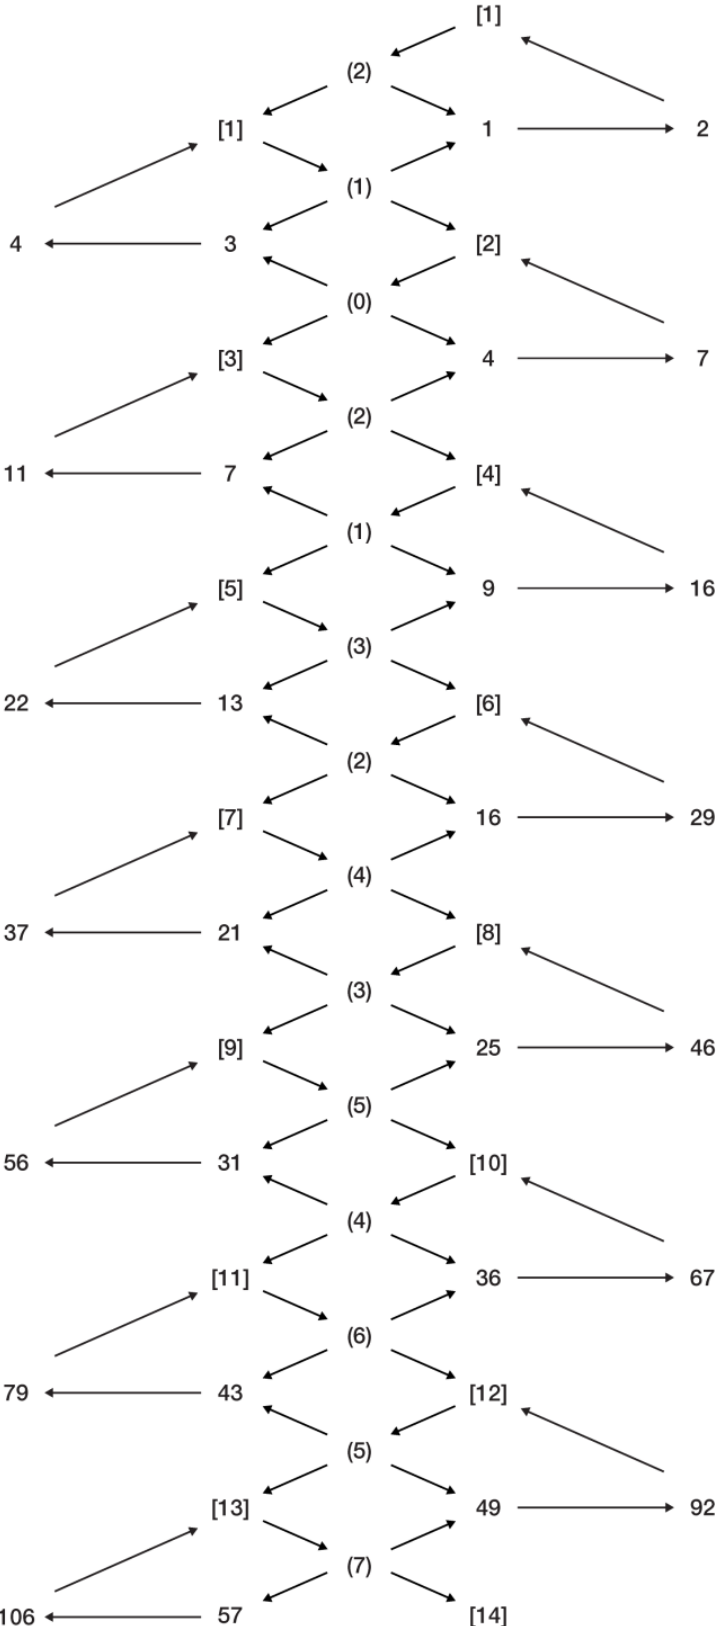 [1]
(2)
[1] 1 2
(1)
4 3 [2]
(0)
[3] 4 7
(2)
11 7 [4]
(1)
[5] 9 16
(3)
22 13 [6]
(2)
[7] 16 29
(4)
37 21 [8]
(3)
[9] 25 46
(5)
56 31 [10]
(4)
[11] 36 67
(6)
79 43 [12]
(5)
[13] 49 92
(7)
106 57 [14]